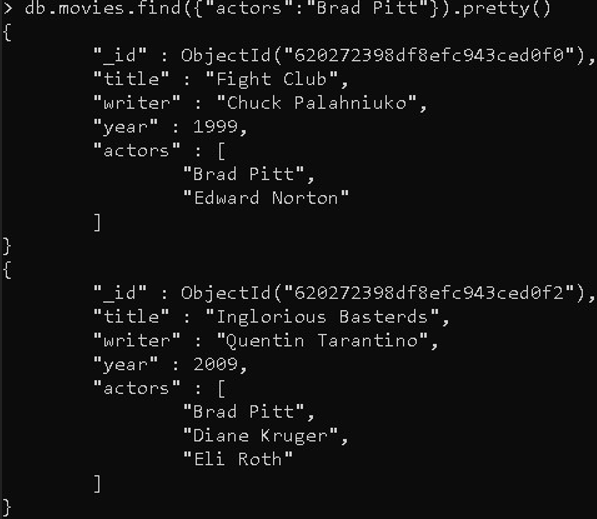 > db.movies.find({"actors":"Brad Pitt"}).pretty()
{
        "_id" : ObjectId("620272398df8efc943ced0f0"),
        "title" : "Fight Club",
        "writer" : "Chuck Palahniuko",
        "year" : 1999,
        "actors" : [
                "Brad Pitt",
                "Edward Norton"
        ]
}
{
        "_id" : ObjectId("620272398df8efc943ced0f2"),
        "title" : "Inglorious Basterds",
        "writer" : "Quentin Tarantino",
        "year" : 2009,
        "actors" : [
                "Brad Pitt",
                "Diane Kruger",
                "Eli Roth"
        ]
}